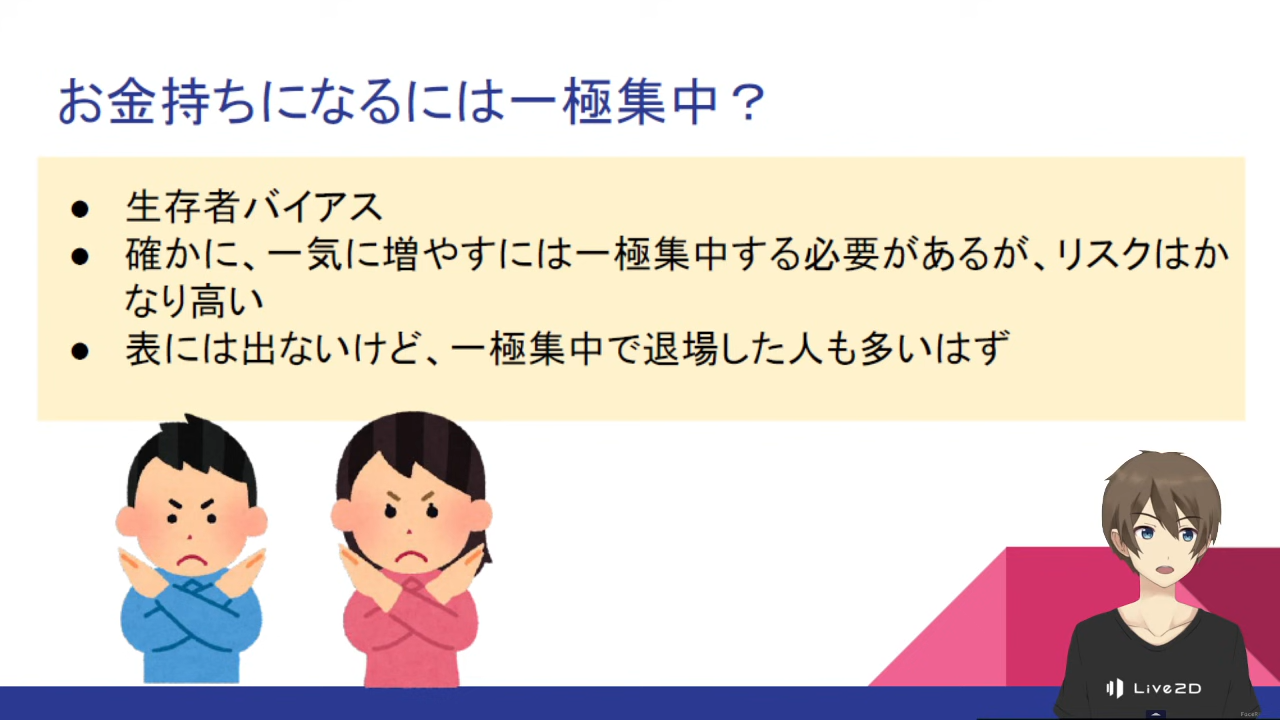 お金持ちになるには一極集中？
● 生存者バイアス
● 確かに、一気に増やすには一極集中する必要があるが、リスクはか
なり高い
● 表には出ないけど、一極集中で退場した人も多いはず
Live2D